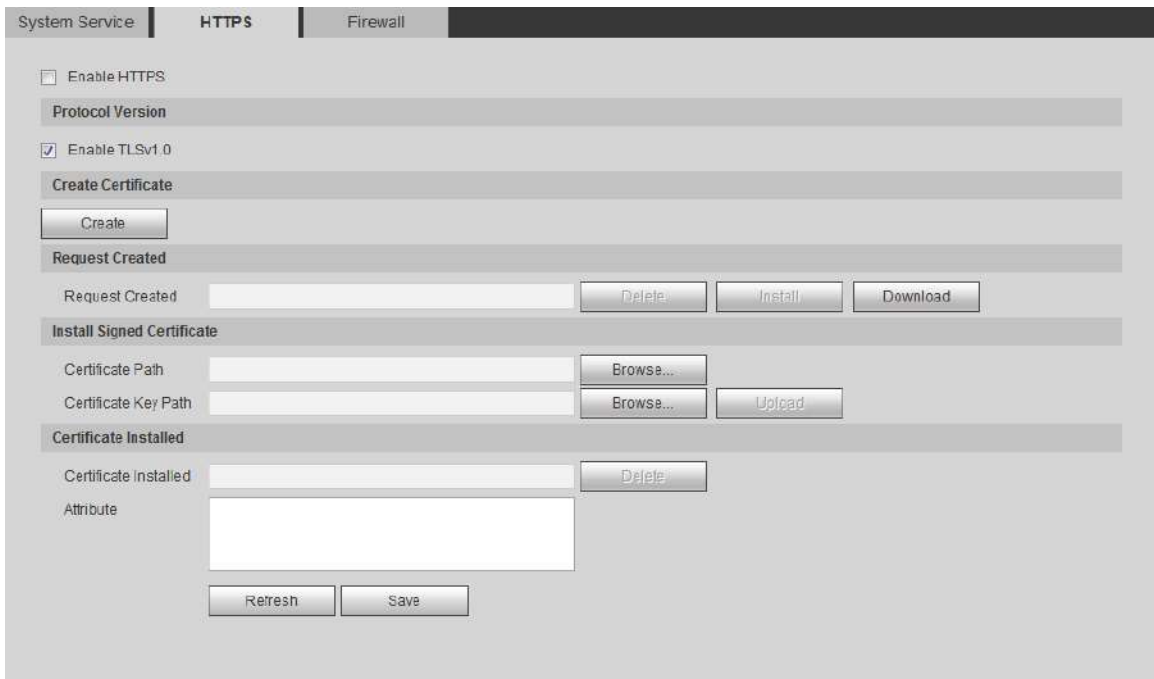 System Service HTTPS Firewall
Enable HTTPS
Protocol Version
Enable TLSv1.0
Create Certificate
Create
Request Created
Request Created Delete Install Download
Install Signed Certificate
Certificate Path Browse...
Certificate Key Path Browse... Upload
Certificate Installed
Certificate Installed Delete
Attribute
Refresh Save